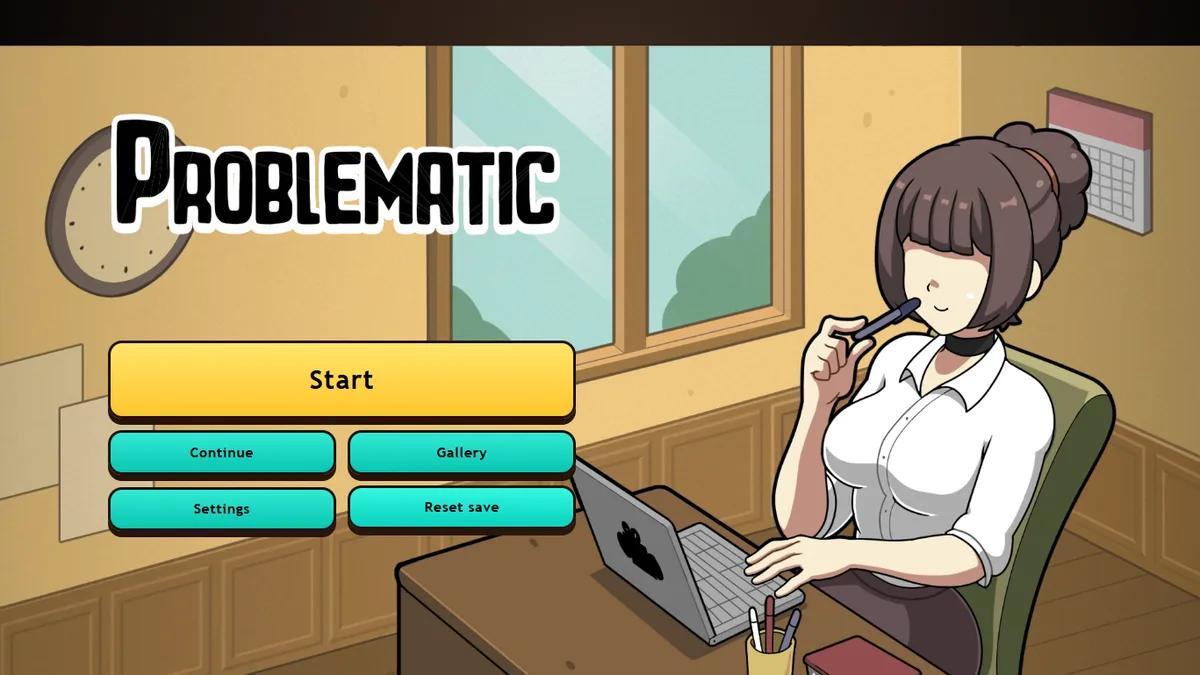 Problematic
Start
Continue
Gallery
Settings
Reset save